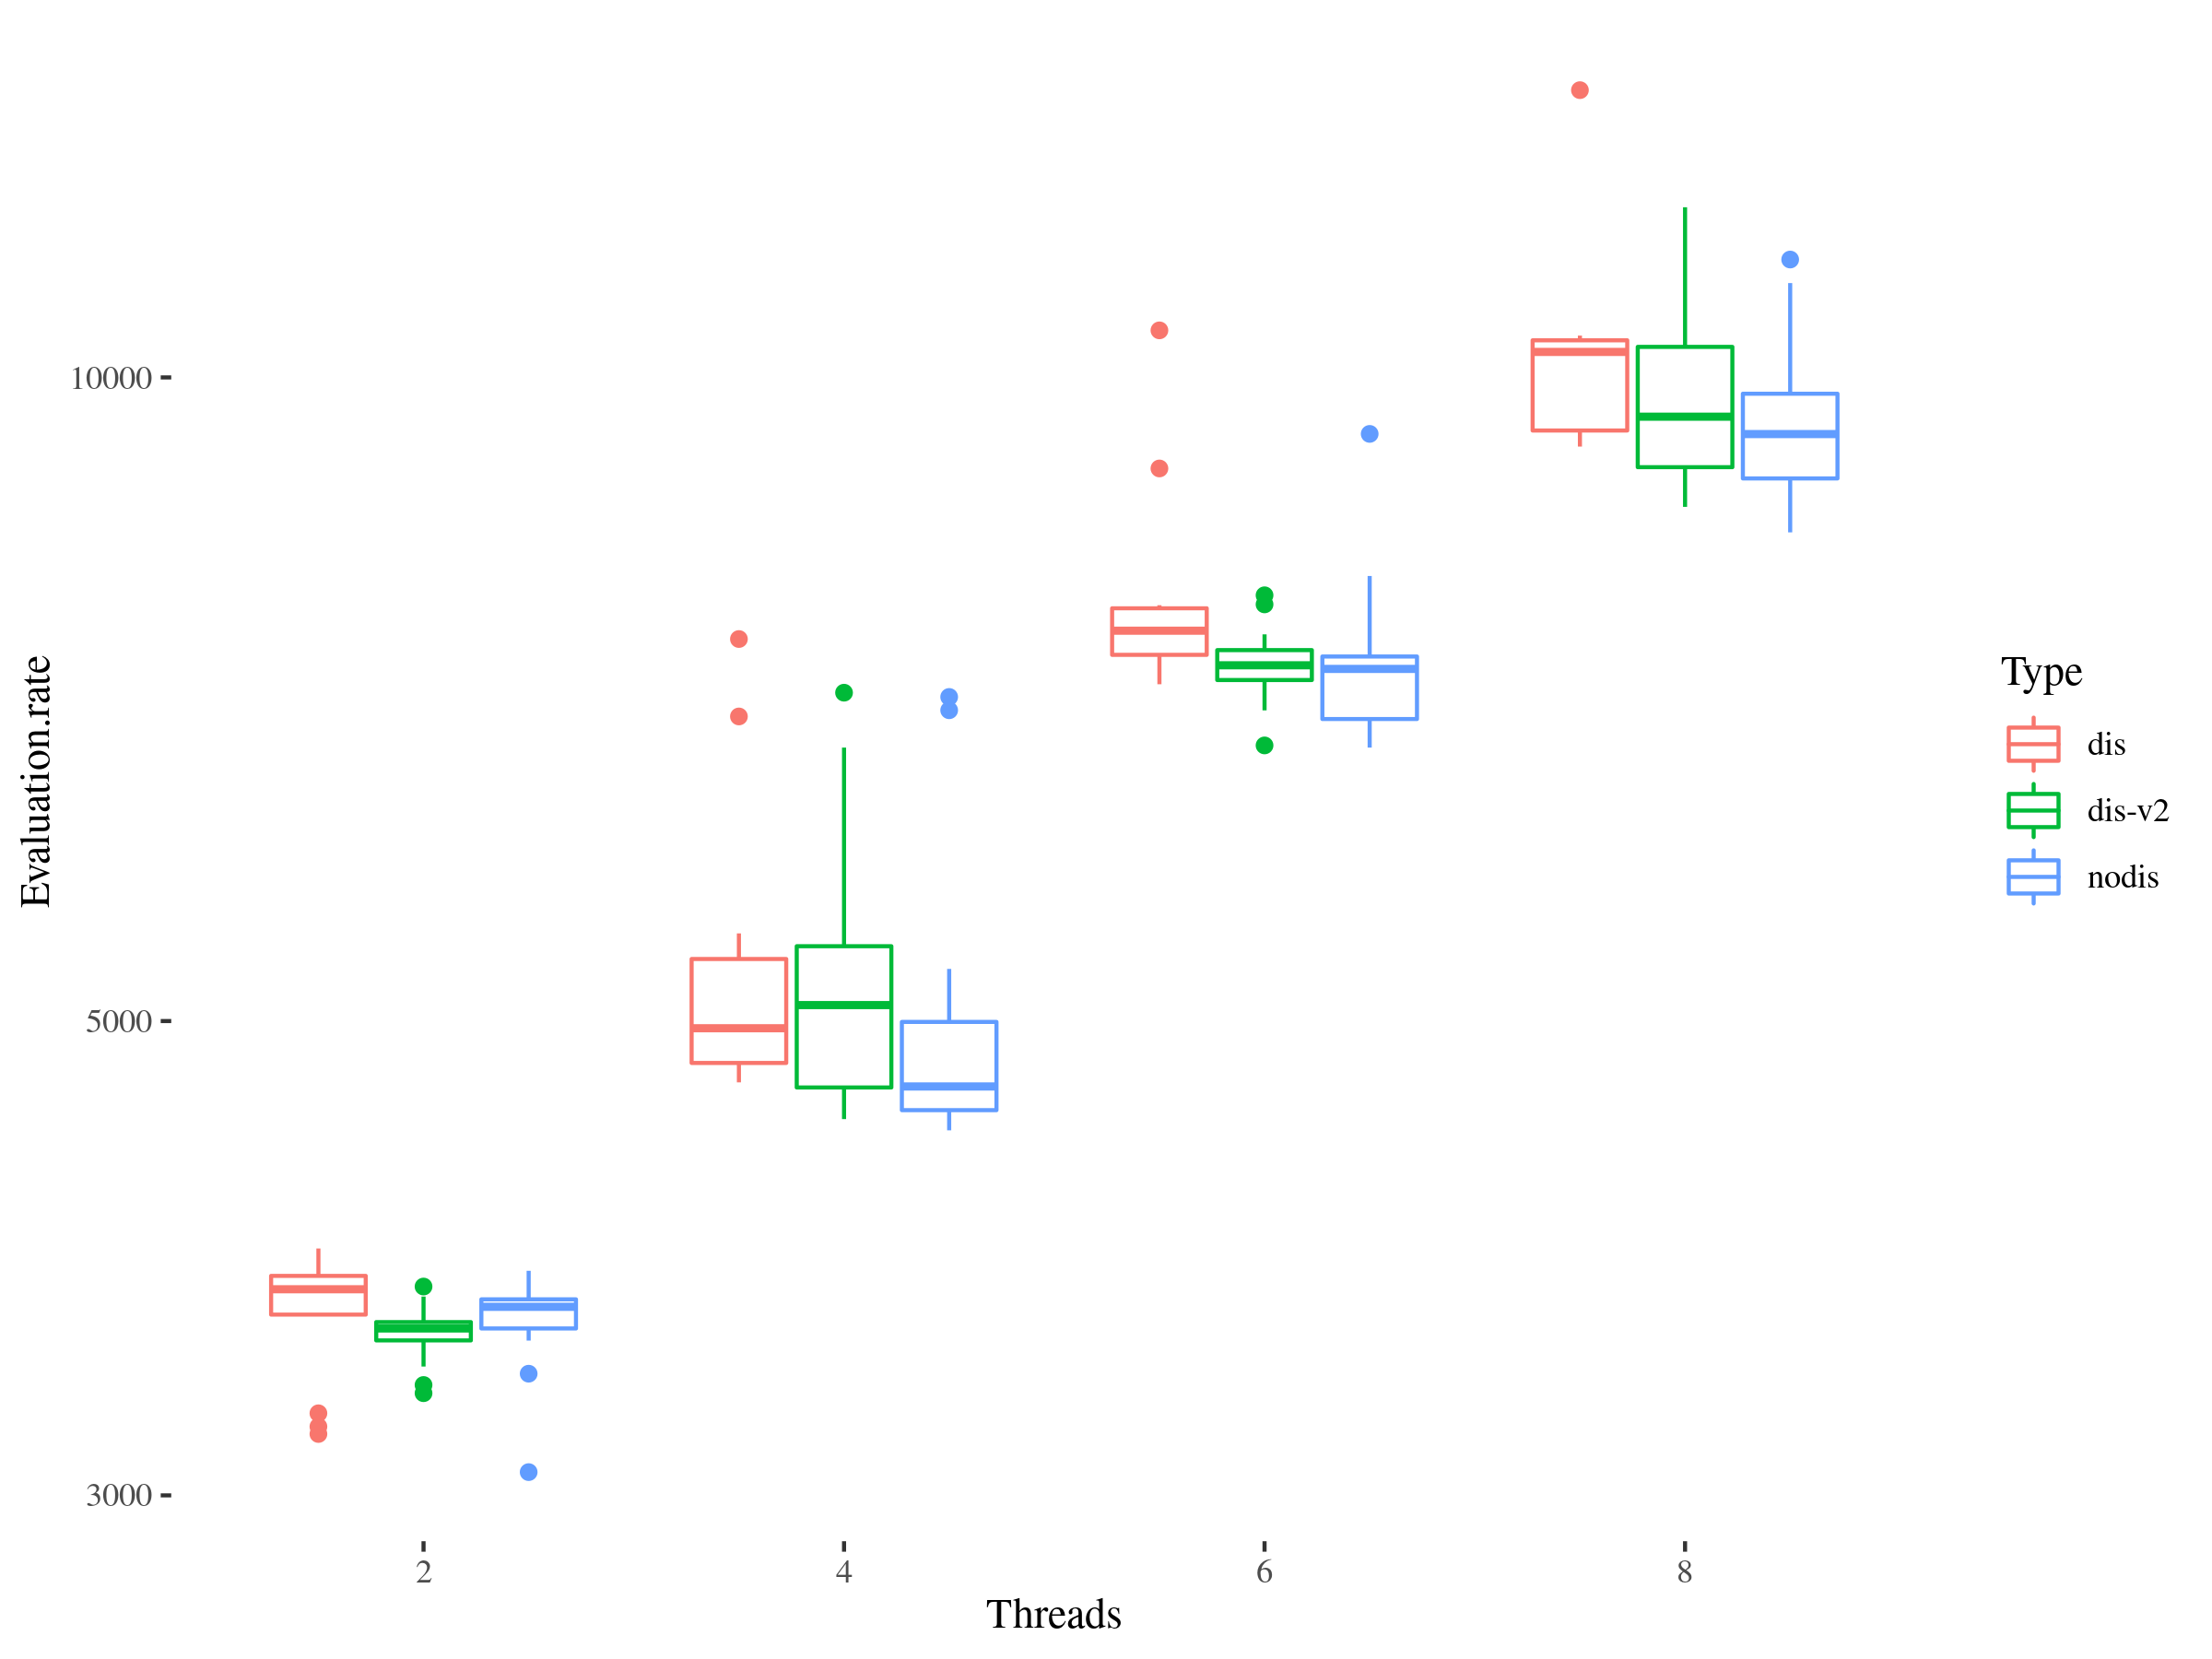 10000
5000
3000
Evaluation.rate
2
4
6
8
Threads
Type
dis
dis-v2
nodis